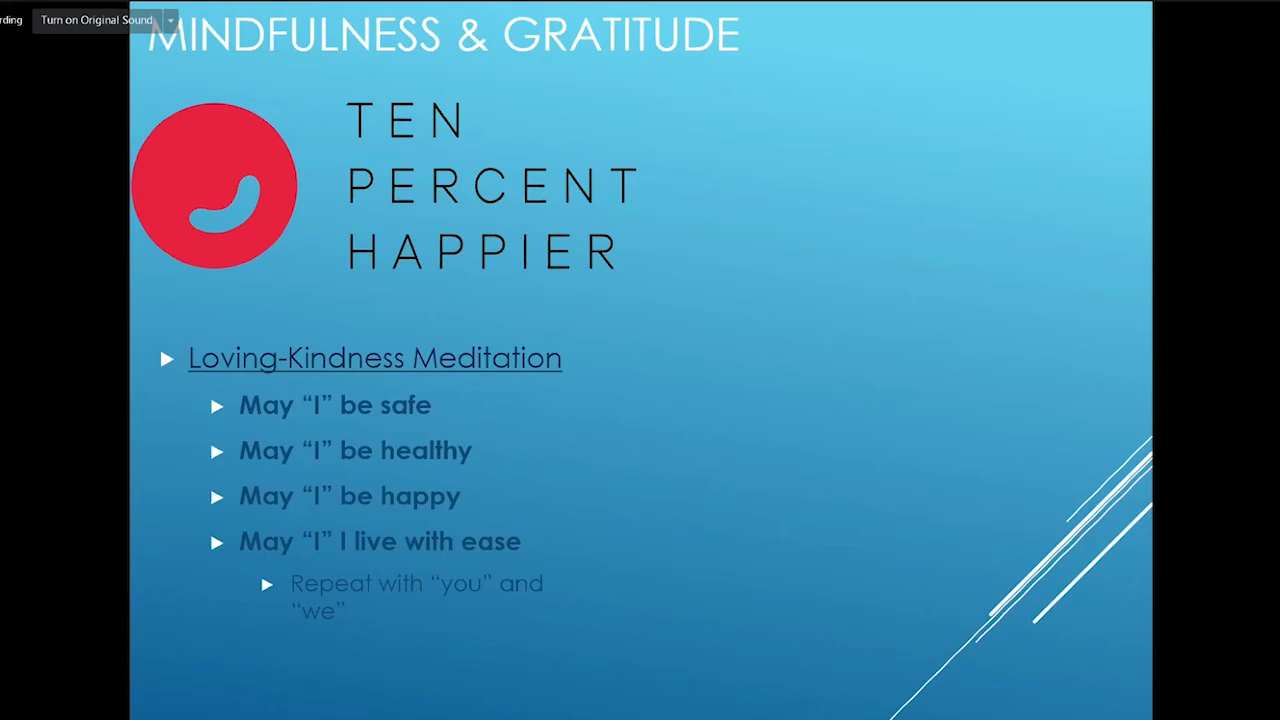 rding
Turn on Original Sound
MINDFULNESS & GRATITUDE
TEN
PERCENT
HAPPIER
Loving-Kindness Meditation
May “I” be safe
May “I” be healthy
May “I” be happy
May “I” I live with ease
Repeat with “you” and
“we”